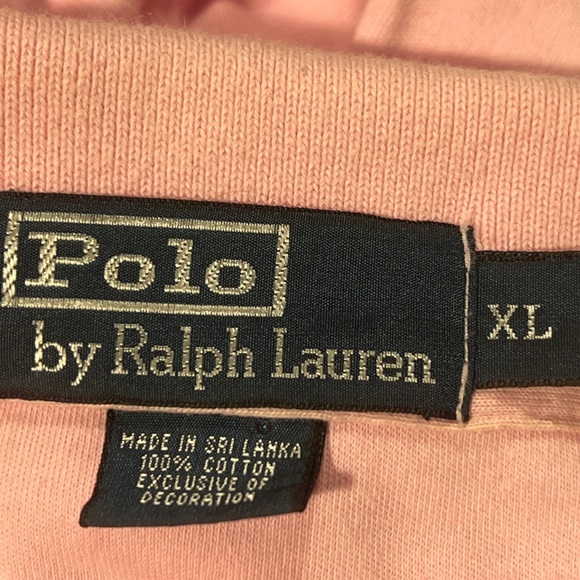 Polo
by Ralph Lauren
XL
MADE IN SRI LANKA
100% COTTON
EXCLUSIVE OF
DECORATION